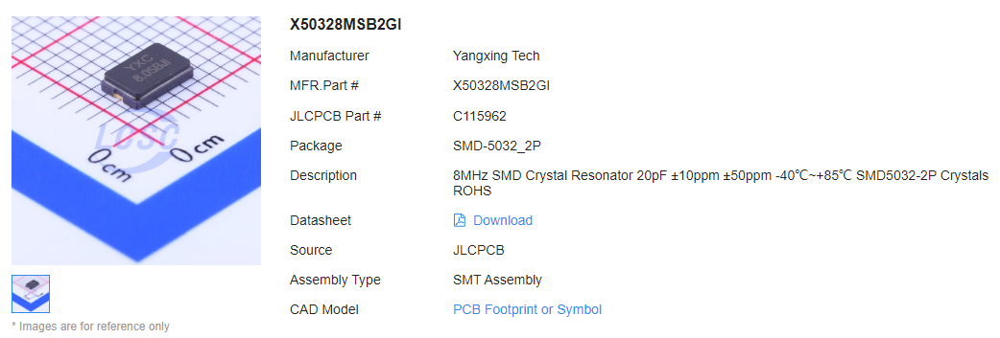 X50328MSB2GI
Manufacturer Yangxing Tech
MFR.Part # X50328MSB2GI
JLCPCB Part # C115962
Package SMD-5032_2P
Description 8MHz SMD Crystal Resonator 20pF ±10ppm ±50ppm -40℃~+85℃ SMD5032-2P Crystals
ROHS
Datasheet Download
Source JLCPCB
Assembly Type SMT Assembly
CAD Model PCB Footprint or Symbol
YXC
8.0SBJI
LCSC
0cm
0cm
* Images are for reference only